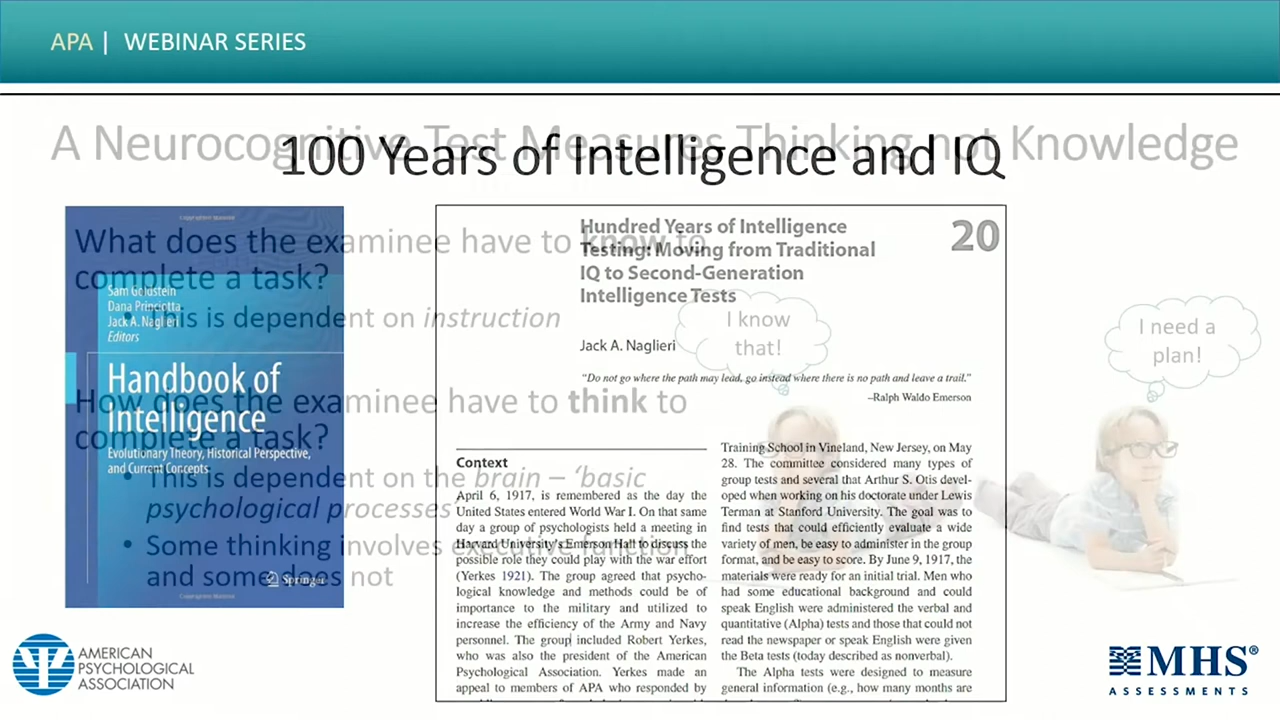 APA | WEBINAR SERIES
A Neurocognitive Test Measures Thinking not Knowledge
100 Years of Intelligence and IQ
What does the examinee have to know to
complete a task?
This is dependent on instruction
How does the examinee have to think to
complete a task?
• This is dependent on the brain – ‘basic
psychological processes’
• Some thinking involves executive function
and some does not
Sam Goldstein
Dana Princiotta
Jack A. Naglieri
Editors
Handbook of
Intelligence
Evolutionary Theory, Historical Perspective,
and Current Concepts
Springer
Hundred Years of Intelligence
Testing: Moving from Traditional
IQ to Second-Generation
Intelligence Tests
20
Jack A. Naglieri
“Do not go where the path may lead, go instead where there is no path and leave a trail.”
–Ralph Waldo Emerson
Context
April 6, 1917, is remembered as the day the
United States entered World War I. On that same
day a group of psychologists held a meeting in
Harvard University’s Emerson Hall to discuss the
possible role they could play with the war effort
(Yerkes 1921). The group agreed that psycho-
logical knowledge and methods could be of
importance to the military and utilized to
increase the efficiency of the Army and Navy
personnel. The group included Robert Yerkes,
who was also the president of the American
Psychological Association. Yerkes made an
appeal to members of APA who responded by
Training School in Vineland, New Jersey, on May
28. The committee considered many types of
group tests and several that Arthur S. Otis devel-
oped when working on his doctorate under Lewis
Terman at Stanford University. The goal was to
find tests that could efficiently evaluate a wide
variety of men, be easy to administer in the group
format, and be easy to score. By June 9, 1917, the
materials were ready for an initial trial. Men who
had some educational background and could
speak English were administered the verbal and
quantitative (Alpha) tests and those that could not
read the newspaper or speak English were given
the Beta tests (today described as nonverbal).
The Alpha tests were designed to measure
general information (e.g., how many months are
I know
that!
I need a
plan!
AMERICAN
PSYCHOLOGICAL
ASSOCIATION
MHS®
ASSESSMENTS